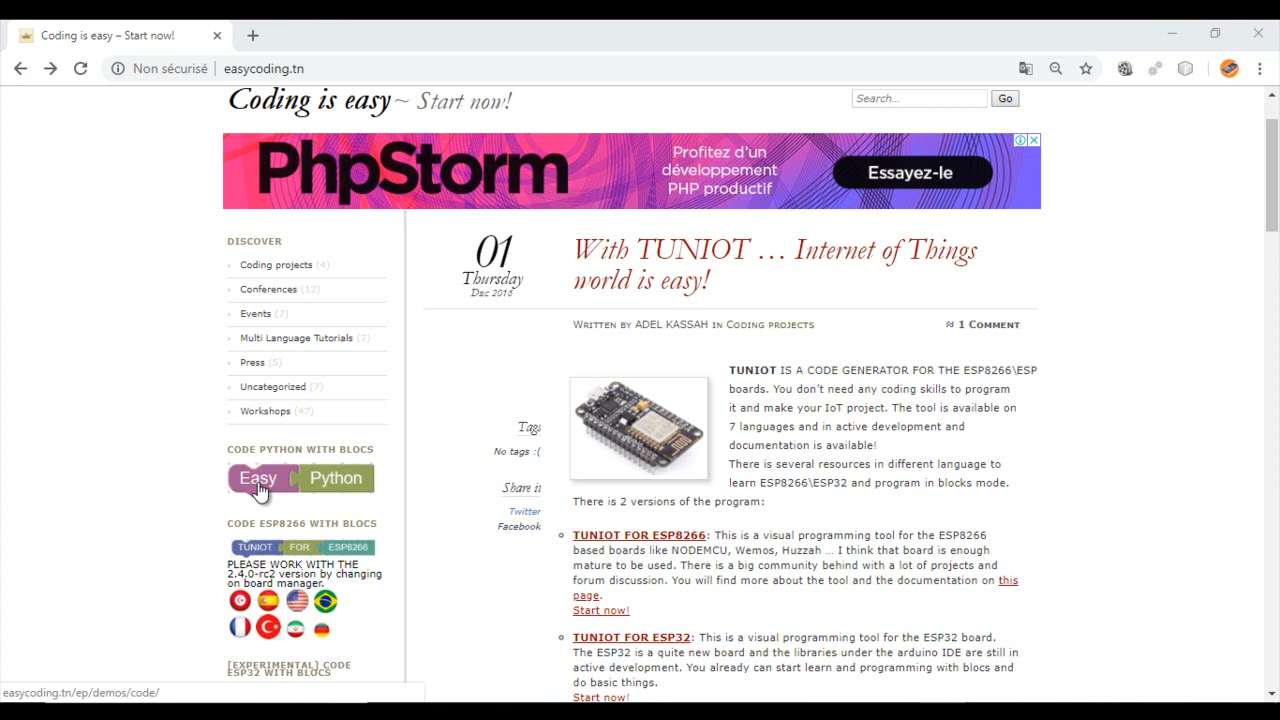 Coding is easy – Start now!
Non sécurisé
easycoding.tn
Coding is easy ~ Start now!
Search...
Go
PhpStorm
Profitez d'un
développement
PHP productif
Essayez-le
DISCOVER
Coding projects (4)
Conferences (12)
Events (7)
Multi Language Tutorials (7)
Press (5)
Uncategorized (7)
Workshops (47)
CODE PYTHON WITH BLOCS
Easy Python
CODE ESP8266 WITH BLOCS
TUNIOT FOR ESP8266
PLEASE WORK WITH THE
2.4.0-rc2 version by changing
on board manager.
[EXPERIMENTAL] CODE
ESP32 WITH BLOCS
01
Thursday
Dec 2016
With TUNIOT … Internet of Things
world is easy!
WRITTEN BY ADEL KASSAH IN CODING PROJECTS
≈ 1 COMMENT
Tags
No tags :(
Share it
Twitter
Facebook
TUNIOT IS A CODE GENERATOR FOR THE ESP8266\ESP
boards. You don't need any coding skills to program
it and make your IoT project. The tool is available on
7 languages and in active development and
documentation is available!
There is several resources in different language to
learn ESP8266\ESP32 and program in blocks mode.
There is 2 versions of the program:
TUNIOT FOR ESP8266: This is a visual programming tool for the ESP8266
based boards like NODEMCU, Wemos, Huzzah … I think that board is enough
mature to be used. There is a big community behind with a lot of projects and
forum discussion. You will find more about the tool and the documentation on this
page.
Start now!
TUNIOT FOR ESP32: This is a visual programming tool for the ESP32 board.
The ESP32 is a quite new board and the libraries under the arduino IDE are still in
active development. You already can start learn and programming with blocs and
do basic things.
Start now!
easycoding.tn/ep/demos/code/